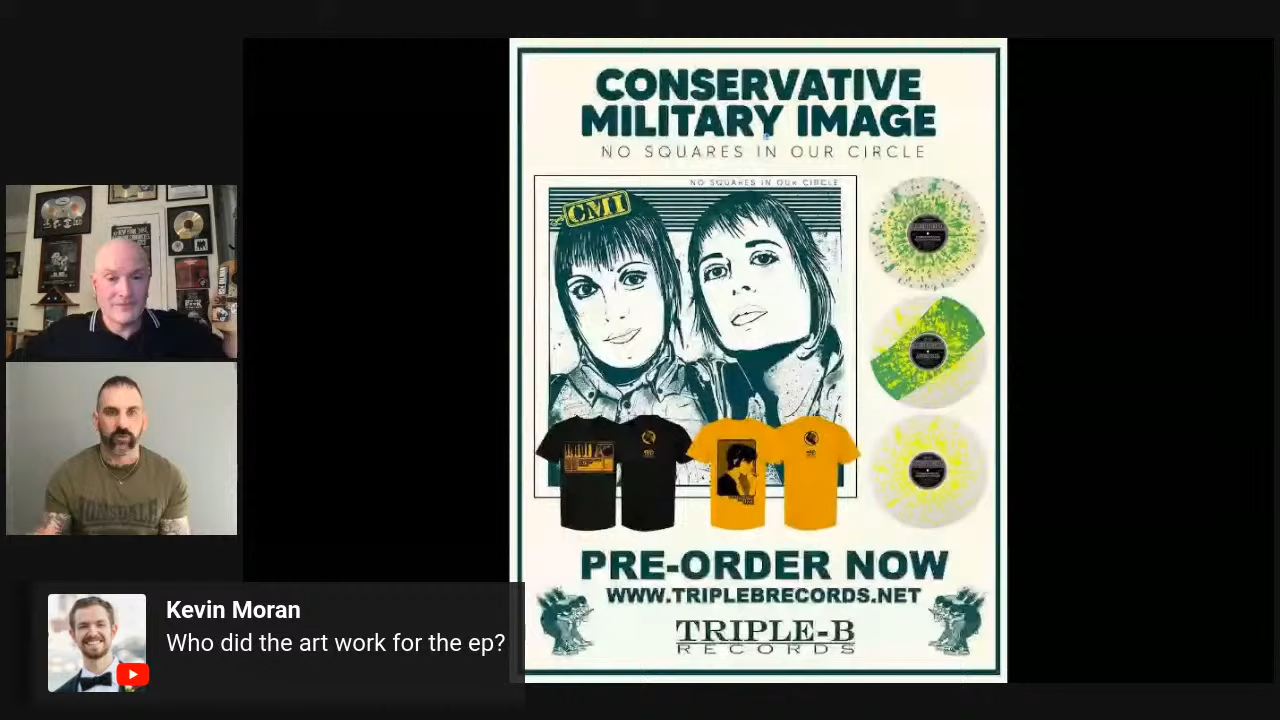 CONSERVATIVE
MILITARY IMAGE
NO SQUARES IN OUR CIRCLE
NO SQUARES IN OUR CIRCLE
CMI
LONSDALE
PRE-ORDER NOW
WWW.TRIPLEBRECORDS.NET
TRIPLE-B
RECORDS
Kevin Moran
Who did the art work for the ep?